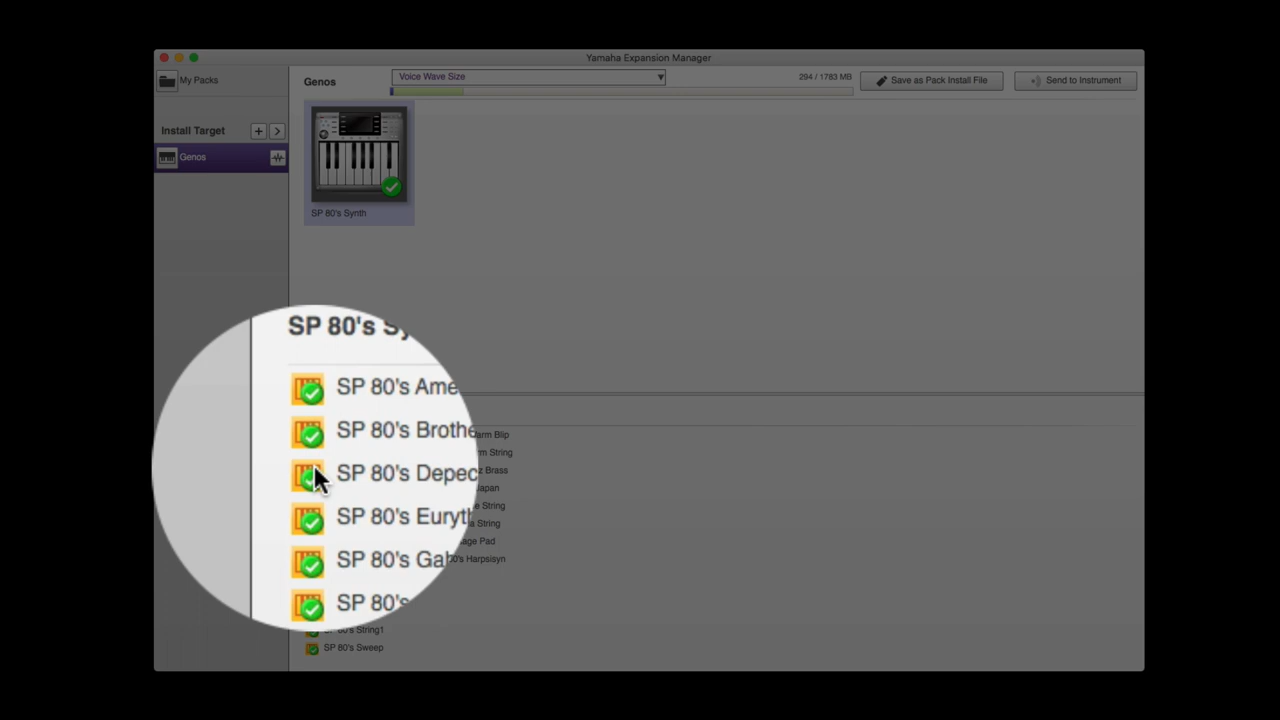 Yamaha Expansion Manager
My Packs
Genos
Voice Wave Size
294 / 1783 MB
Save as Pack Install File
Send to Instrument
Install Target
Genos
SP 80's Synth
SP 80's Sy
SP 80's Ame
SP 80's Brothe
SP 80's Depec
SP 80's Euryth
SP 80's Gab
SP 80's
arm Blip
rm String
z Brass
Japan
e String
a String
age Pad
0's Harpsisyn
SP 80's String1
SP 80's Sweep